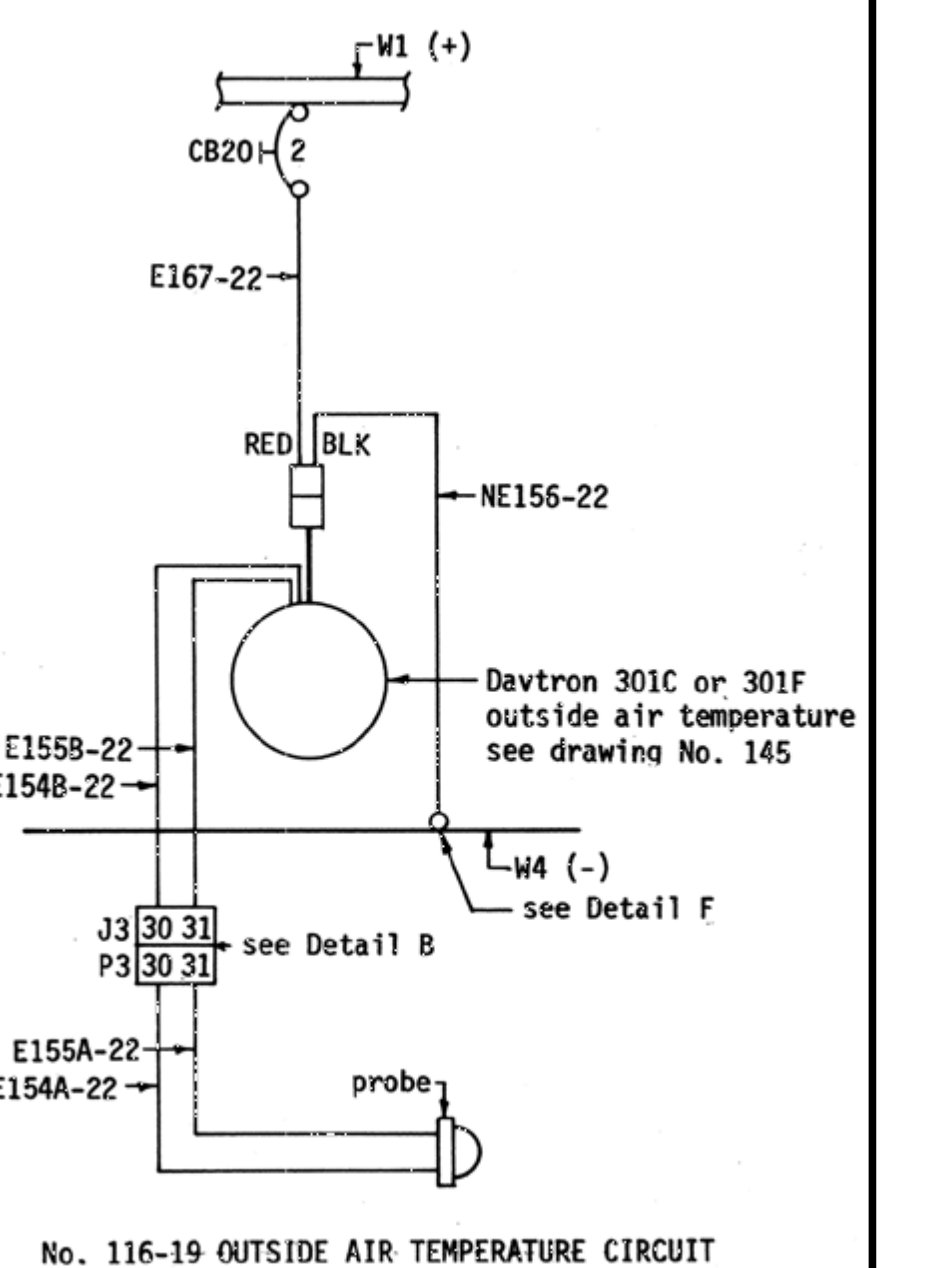 W1 (+)
CB20
2
E167-22
RED BLK
NE156-22
Davtron 301C or 301F
outside air temperature
see drawing No. 145
E155B-22
E154B-22
W4 (-)
see Detail F
J3 30 31
see Detail B
P3 30 31
E155A-22
E154A-22
probe
No. 116-19 OUTSIDE AIR TEMPERATURE CIRCUIT